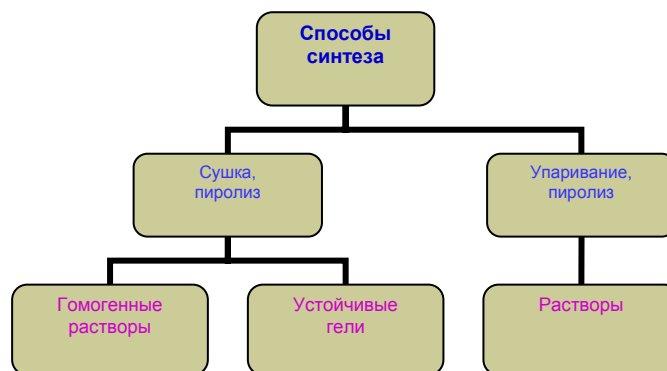 Способы
синтеза
Сушка,
пиролиз
Упаривание,
пиролиз
Гомогенные
растворы
Устойчивые
гели
Растворы